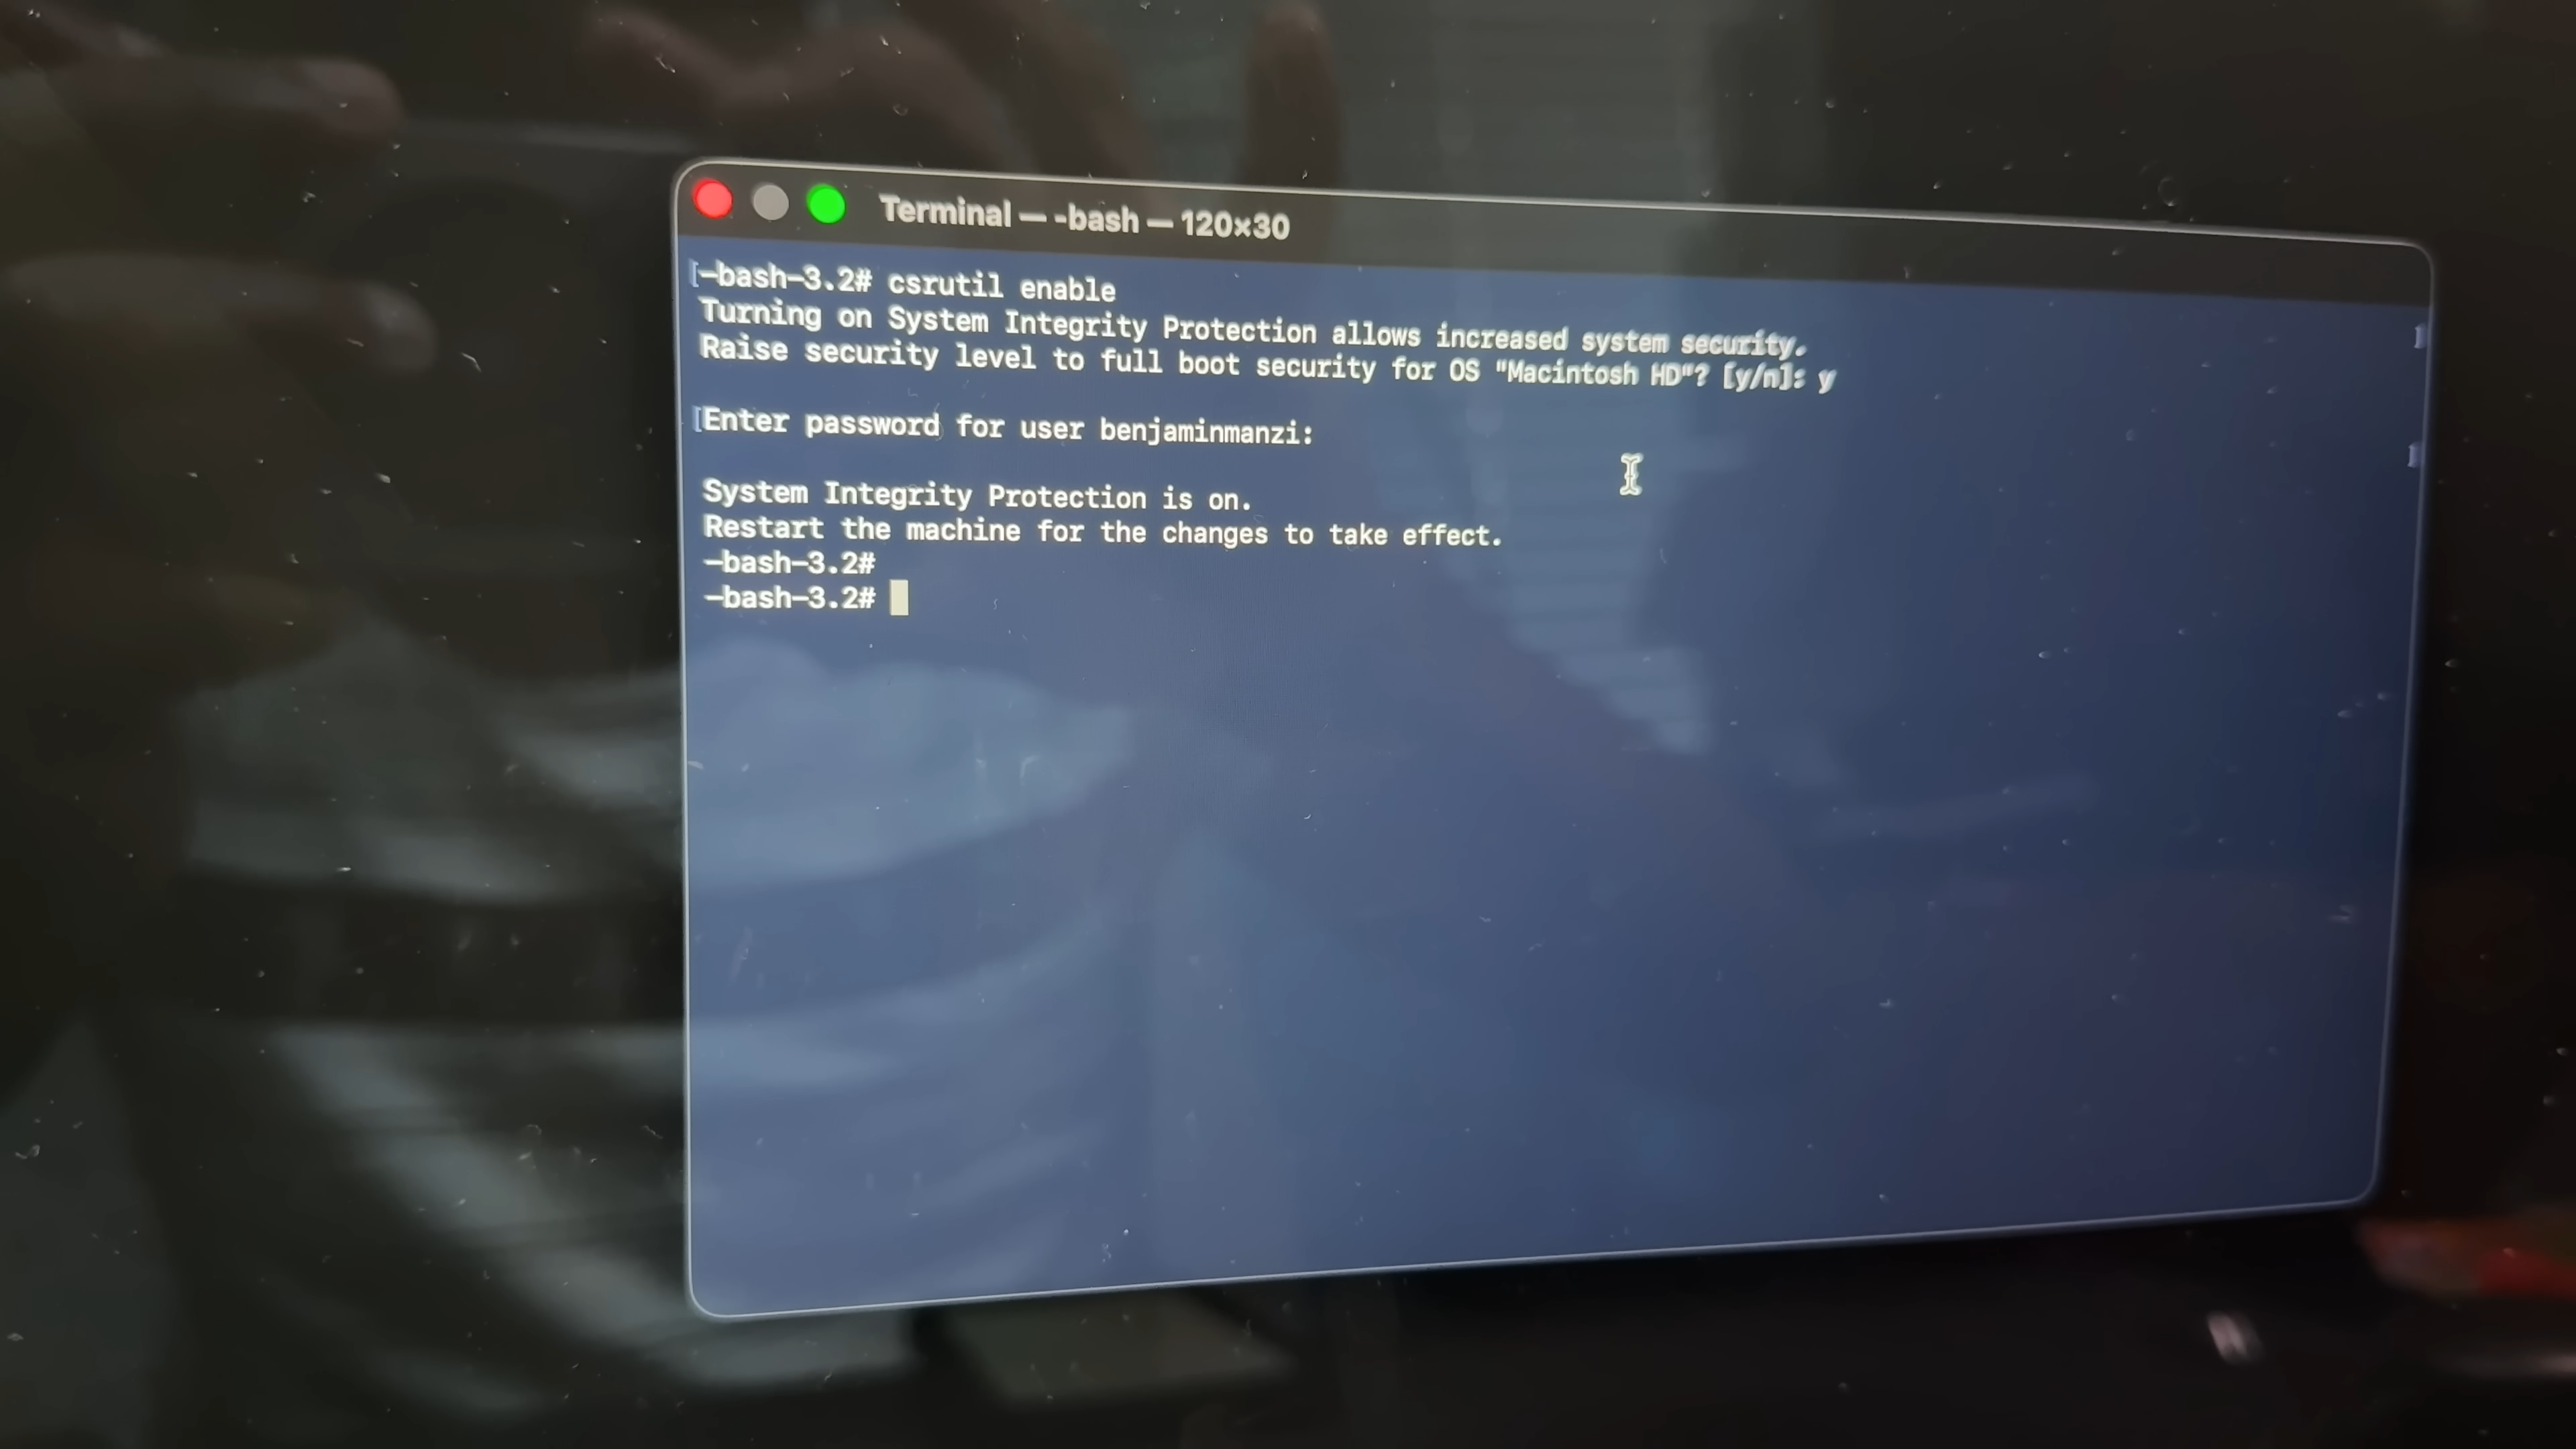 Terminal — -bash — 120×30
[-bash-3.2# csrutil enable
Turning on System Integrity Protection allows increased system security.
Raise security level to full boot security for OS "Macintosh HD"? [y/n]: y ]
[Enter password for user benjaminmanzi: ]
System Integrity Protection is on.
Restart the machine for the changes to take effect.
-bash-3.2#
-bash-3.2#